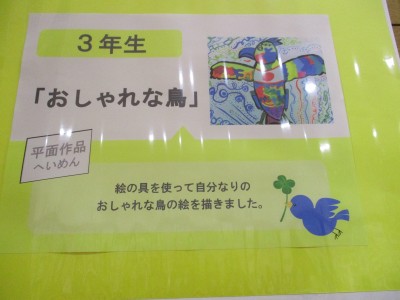 3年生
「おしゃれな鳥」
平面作品
へいめん
絵の具を使って自分なりの
おしゃれな鳥の絵を描きました。